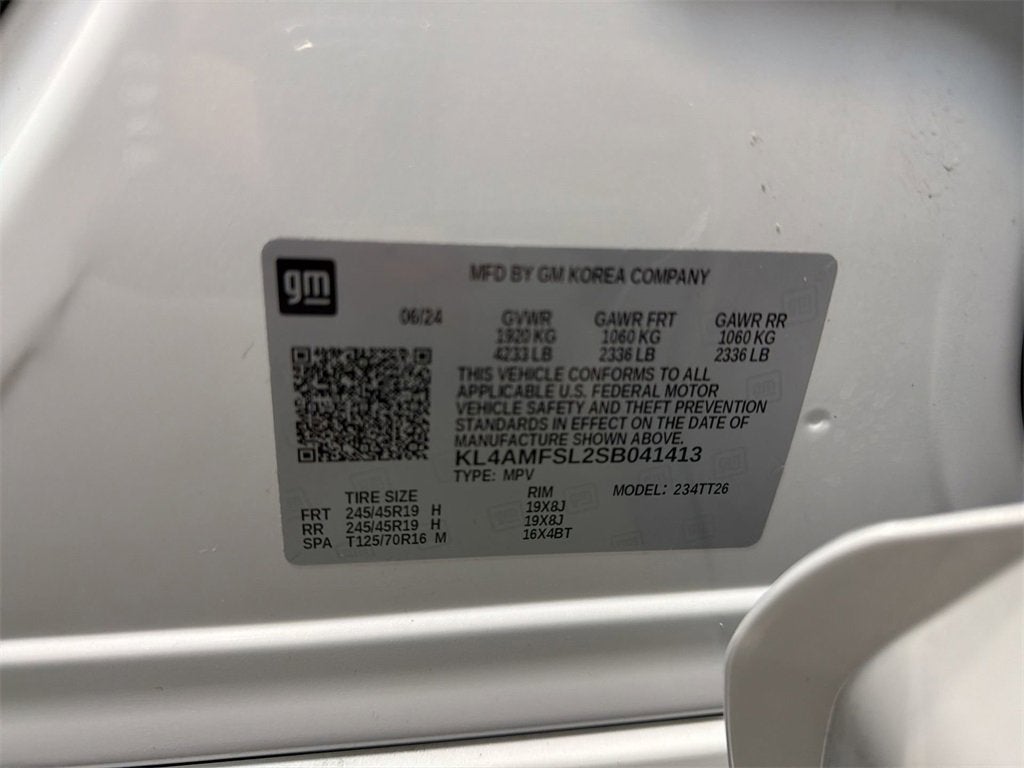 gm
MFD BY GM KOREA COMPANY
06/24 GVWR GAWR FRT GAWR RR
1920 KG 1060 KG 1060 KG
4233 LB 2336 LB 2336 LB
THIS VEHICLE CONFORMS TO ALL
APPLICABLE U.S. FEDERAL MOTOR
VEHICLE SAFETY AND THEFT PREVENTION
STANDARDS IN EFFECT ON THE DATE OF
MANUFACTURE SHOWN ABOVE.
KL4AMFSL2SB041413
TYPE: MPV
TIRE SIZE RIM MODEL: 234TT26
FRT 245/45R19 H 19X8J
RR 245/45R19 H 19X8J
SPA T125/70R16 M 16X4BT